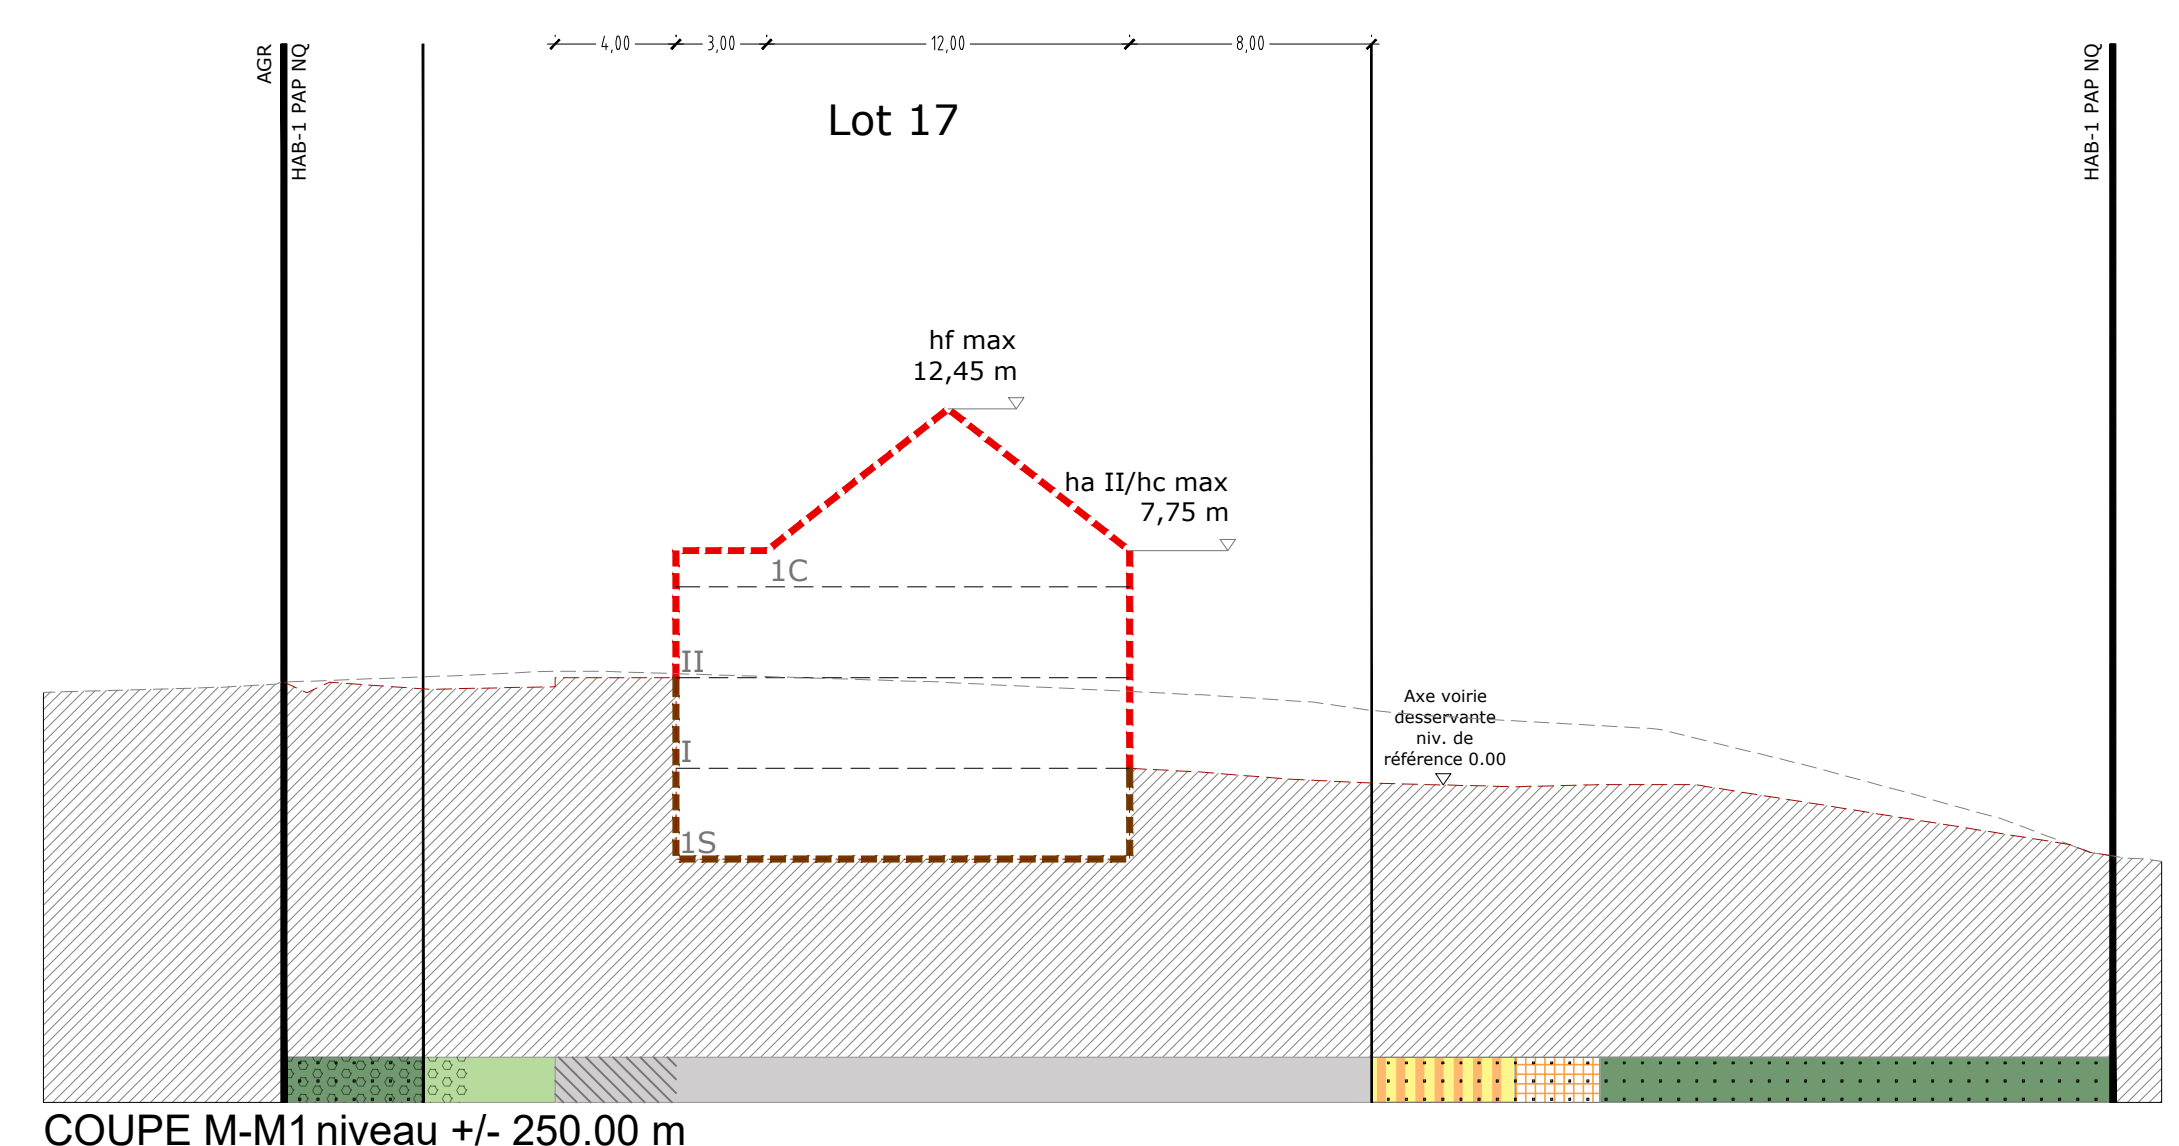 4,00
3,00
12,00
8,00
AGR
HAB-1 PAP NQ
HAB-1 PAP NQ
Lot 17
hf max
12,45 m
ha II/hc max
7,75 m
1C
II
I
1S
Axe voirie
desservante
niv. de
référence 0.00
COUPE M-M1 niveau +/- 250.00 m